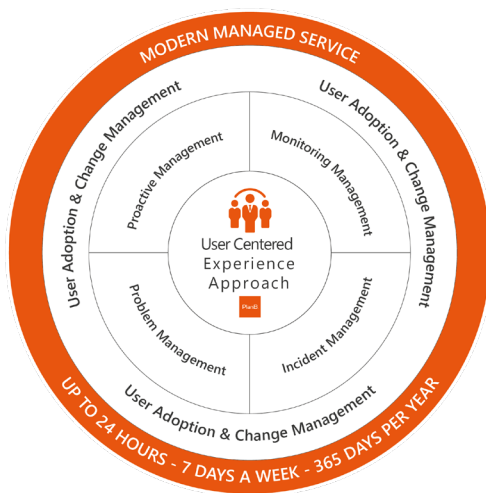 MODERN MANAGED SERVICE
User Adoption & Change Management
User Adoption & Change Management
Proactive Management
Monitoring Management
User Centered
Experience
Approach
PlanB
Problem Management
Incident Management
User Adoption & Change Management
UP TO 24 HOURS - 7 DAYS A WEEK - 365 DAYS PER YEAR